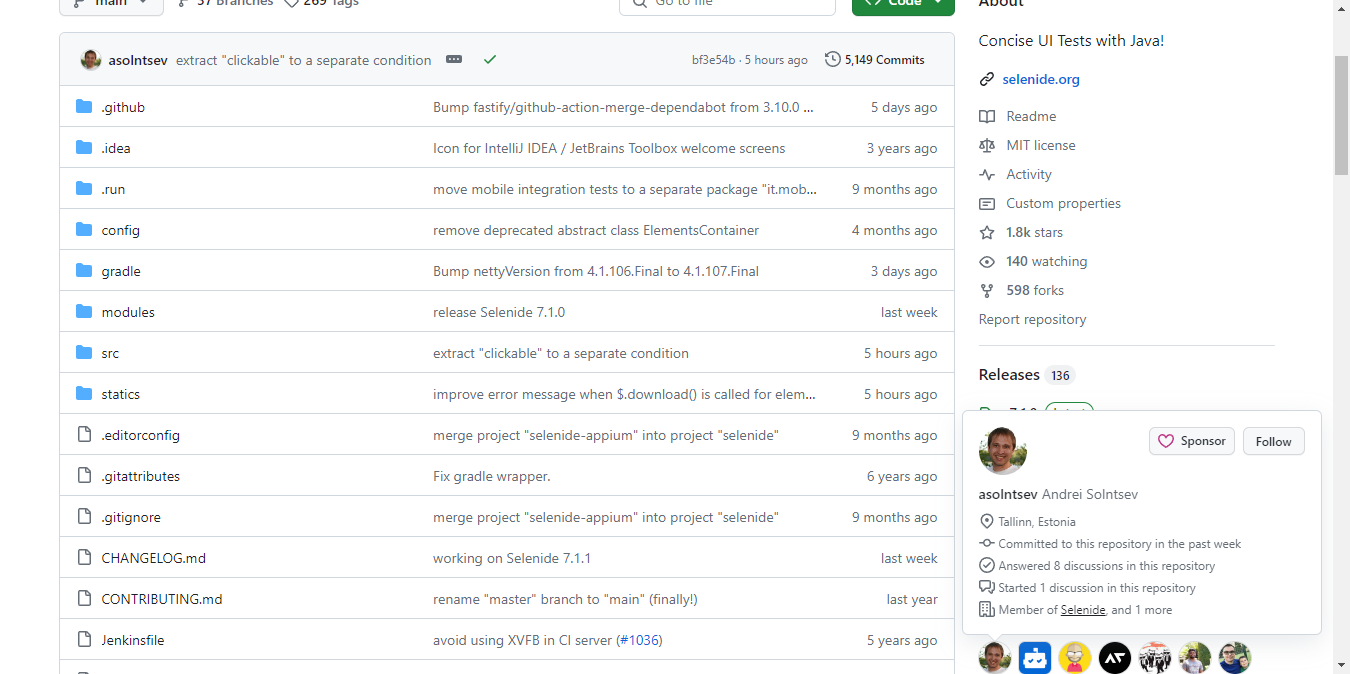 main
37 Branches
269 Tags
Go to file
Code
asolntsev extract "clickable" to a separate condition
bf3e54b · 5 hours ago
5,149 Commits
.github Bump fastify/github-action-merge-dependabot from 3.10.0 ... 5 days ago
.idea Icon for IntelliJ IDEA / JetBrains Toolbox welcome screens 3 years ago
.run move mobile integration tests to a separate package "it.mob... 9 months ago
config remove deprecated abstract class ElementsContainer 4 months ago
gradle Bump nettyVersion from 4.1.106.Final to 4.1.107.Final 3 days ago
modules release Selenide 7.1.0 last week
src extract "clickable" to a separate condition 5 hours ago
statics improve error message when $.download() is called for elem... 5 hours ago
.editorconfig merge project "selenide-appium" into project "selenide" 9 months ago
.gitattributes Fix gradle wrapper. 6 years ago
.gitignore merge project "selenide-appium" into project "selenide" 9 months ago
CHANGELOG.md working on Selenide 7.1.1 last week
CONTRIBUTING.md rename "master" branch to "main" (finally!) last year
Jenkinsfile avoid using XVFB in CI server (#1036) 5 years ago
About
Concise UI Tests with Java!
selenide.org
Readme
MIT license
Activity
Custom properties
1.8k stars
140 watching
598 forks
Report repository
Releases 136
7.1.0 Latest
Sponsor
Follow
asolntsev Andrei Solntsev
Tallinn, Estonia
Committed to this repository in the past week
Answered 8 discussions in this repository
Started 1 discussion in this repository
Member of Selenide, and 1 more